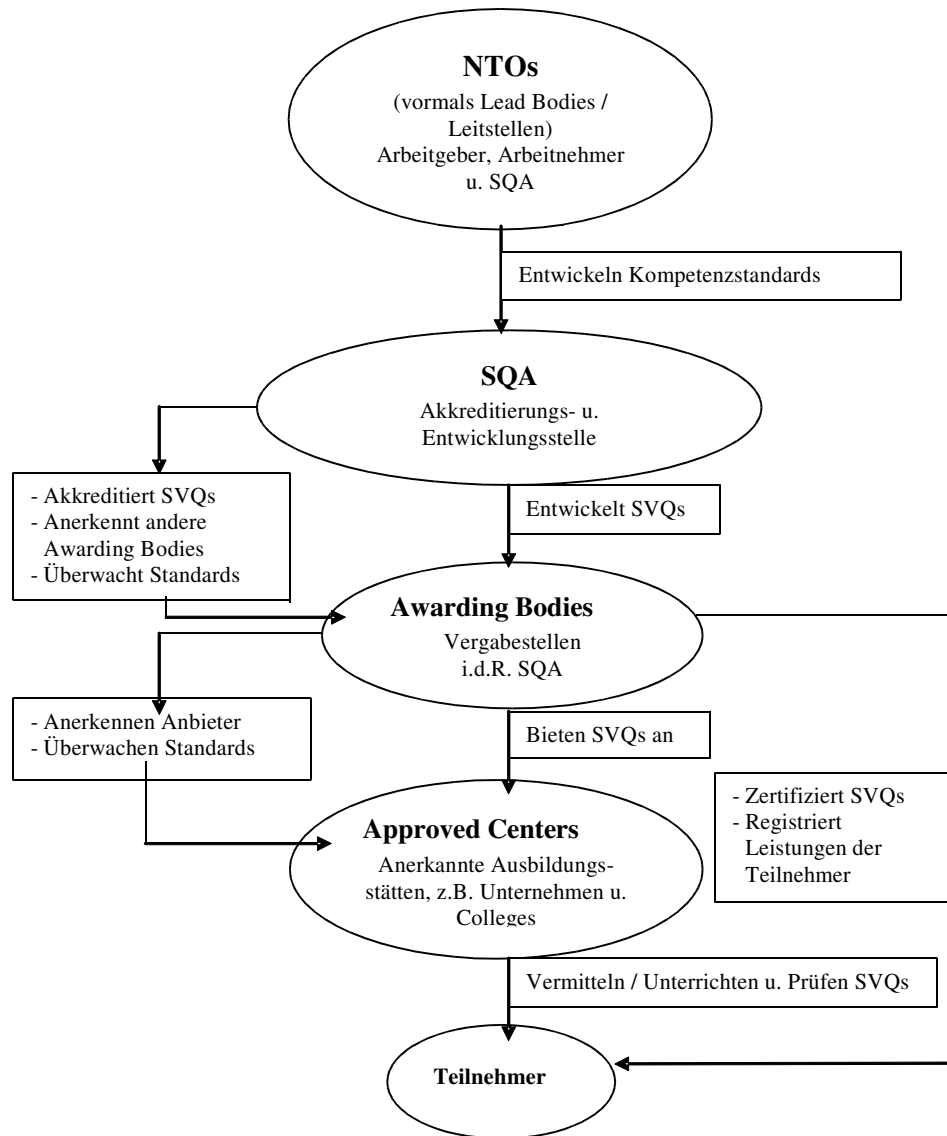 NTOs
(vormals Lead Bodies /
Leitstellen)
Arbeitgeber, Arbeitnehmer
u. SQA
Entwickeln Kompetenzstandards
SQA
Akkreditierungs- u.
Entwicklungsstelle
- Akkreditiert SVQs
- Anerkennt andere
Awarding Bodies
- Überwacht Standards
Entwickelt SVQs
Awarding Bodies
Vergabestellen
i.d.R. SQA
- Anerkennen Anbieter
- Überwachen Standards
Bieten SVQs an
- Zertifiziert SVQs
- Registriert
Leistungen der
Teilnehmer
Approved Centers
Anerkannte Ausbildungs-
stätten, z.B. Unternehmen u.
Colleges
Vermitteln / Unterrichten u. Prüfen SVQs
Teilnehmer